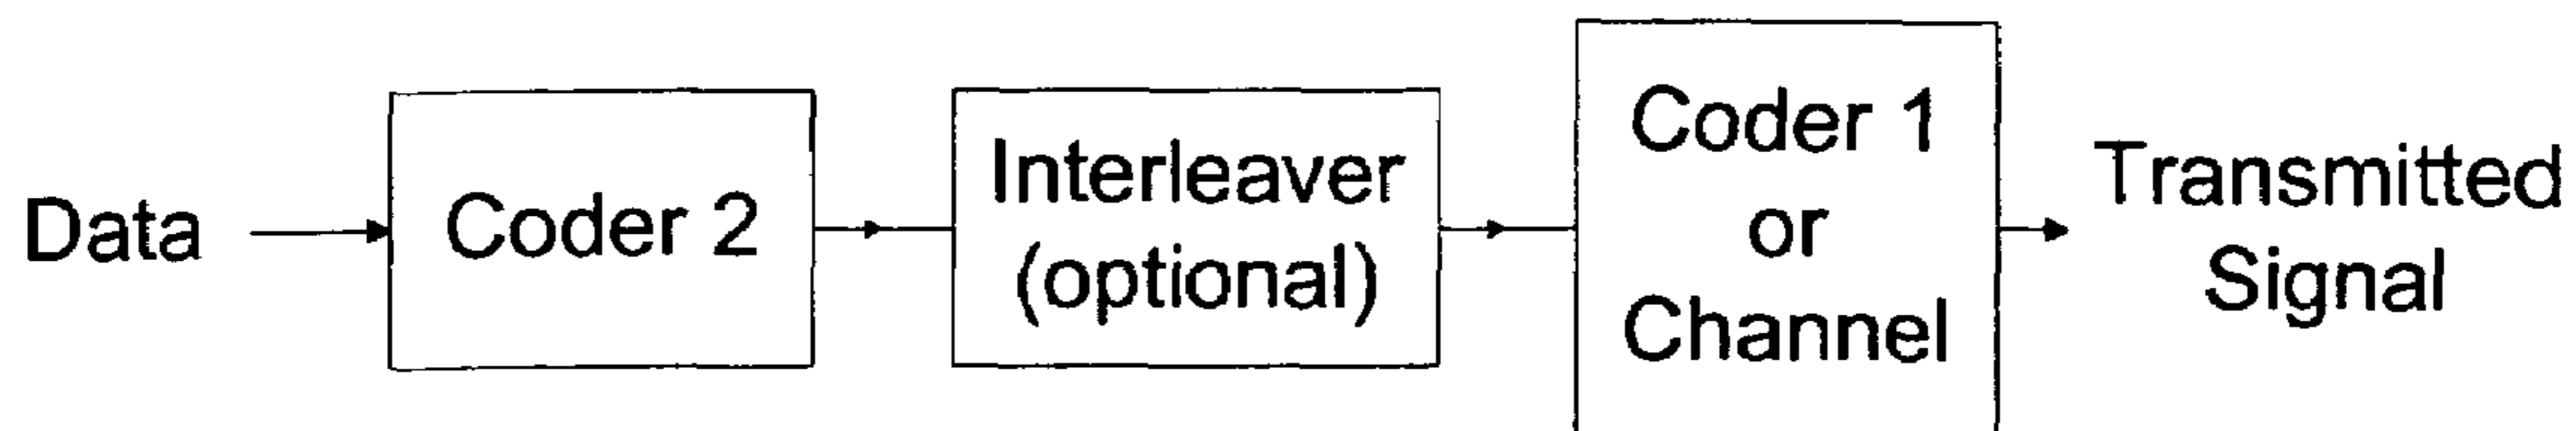 Data
Coder 2
Interleaver
(optional)
Coder 1
or
Channel
Transmitted
Signal